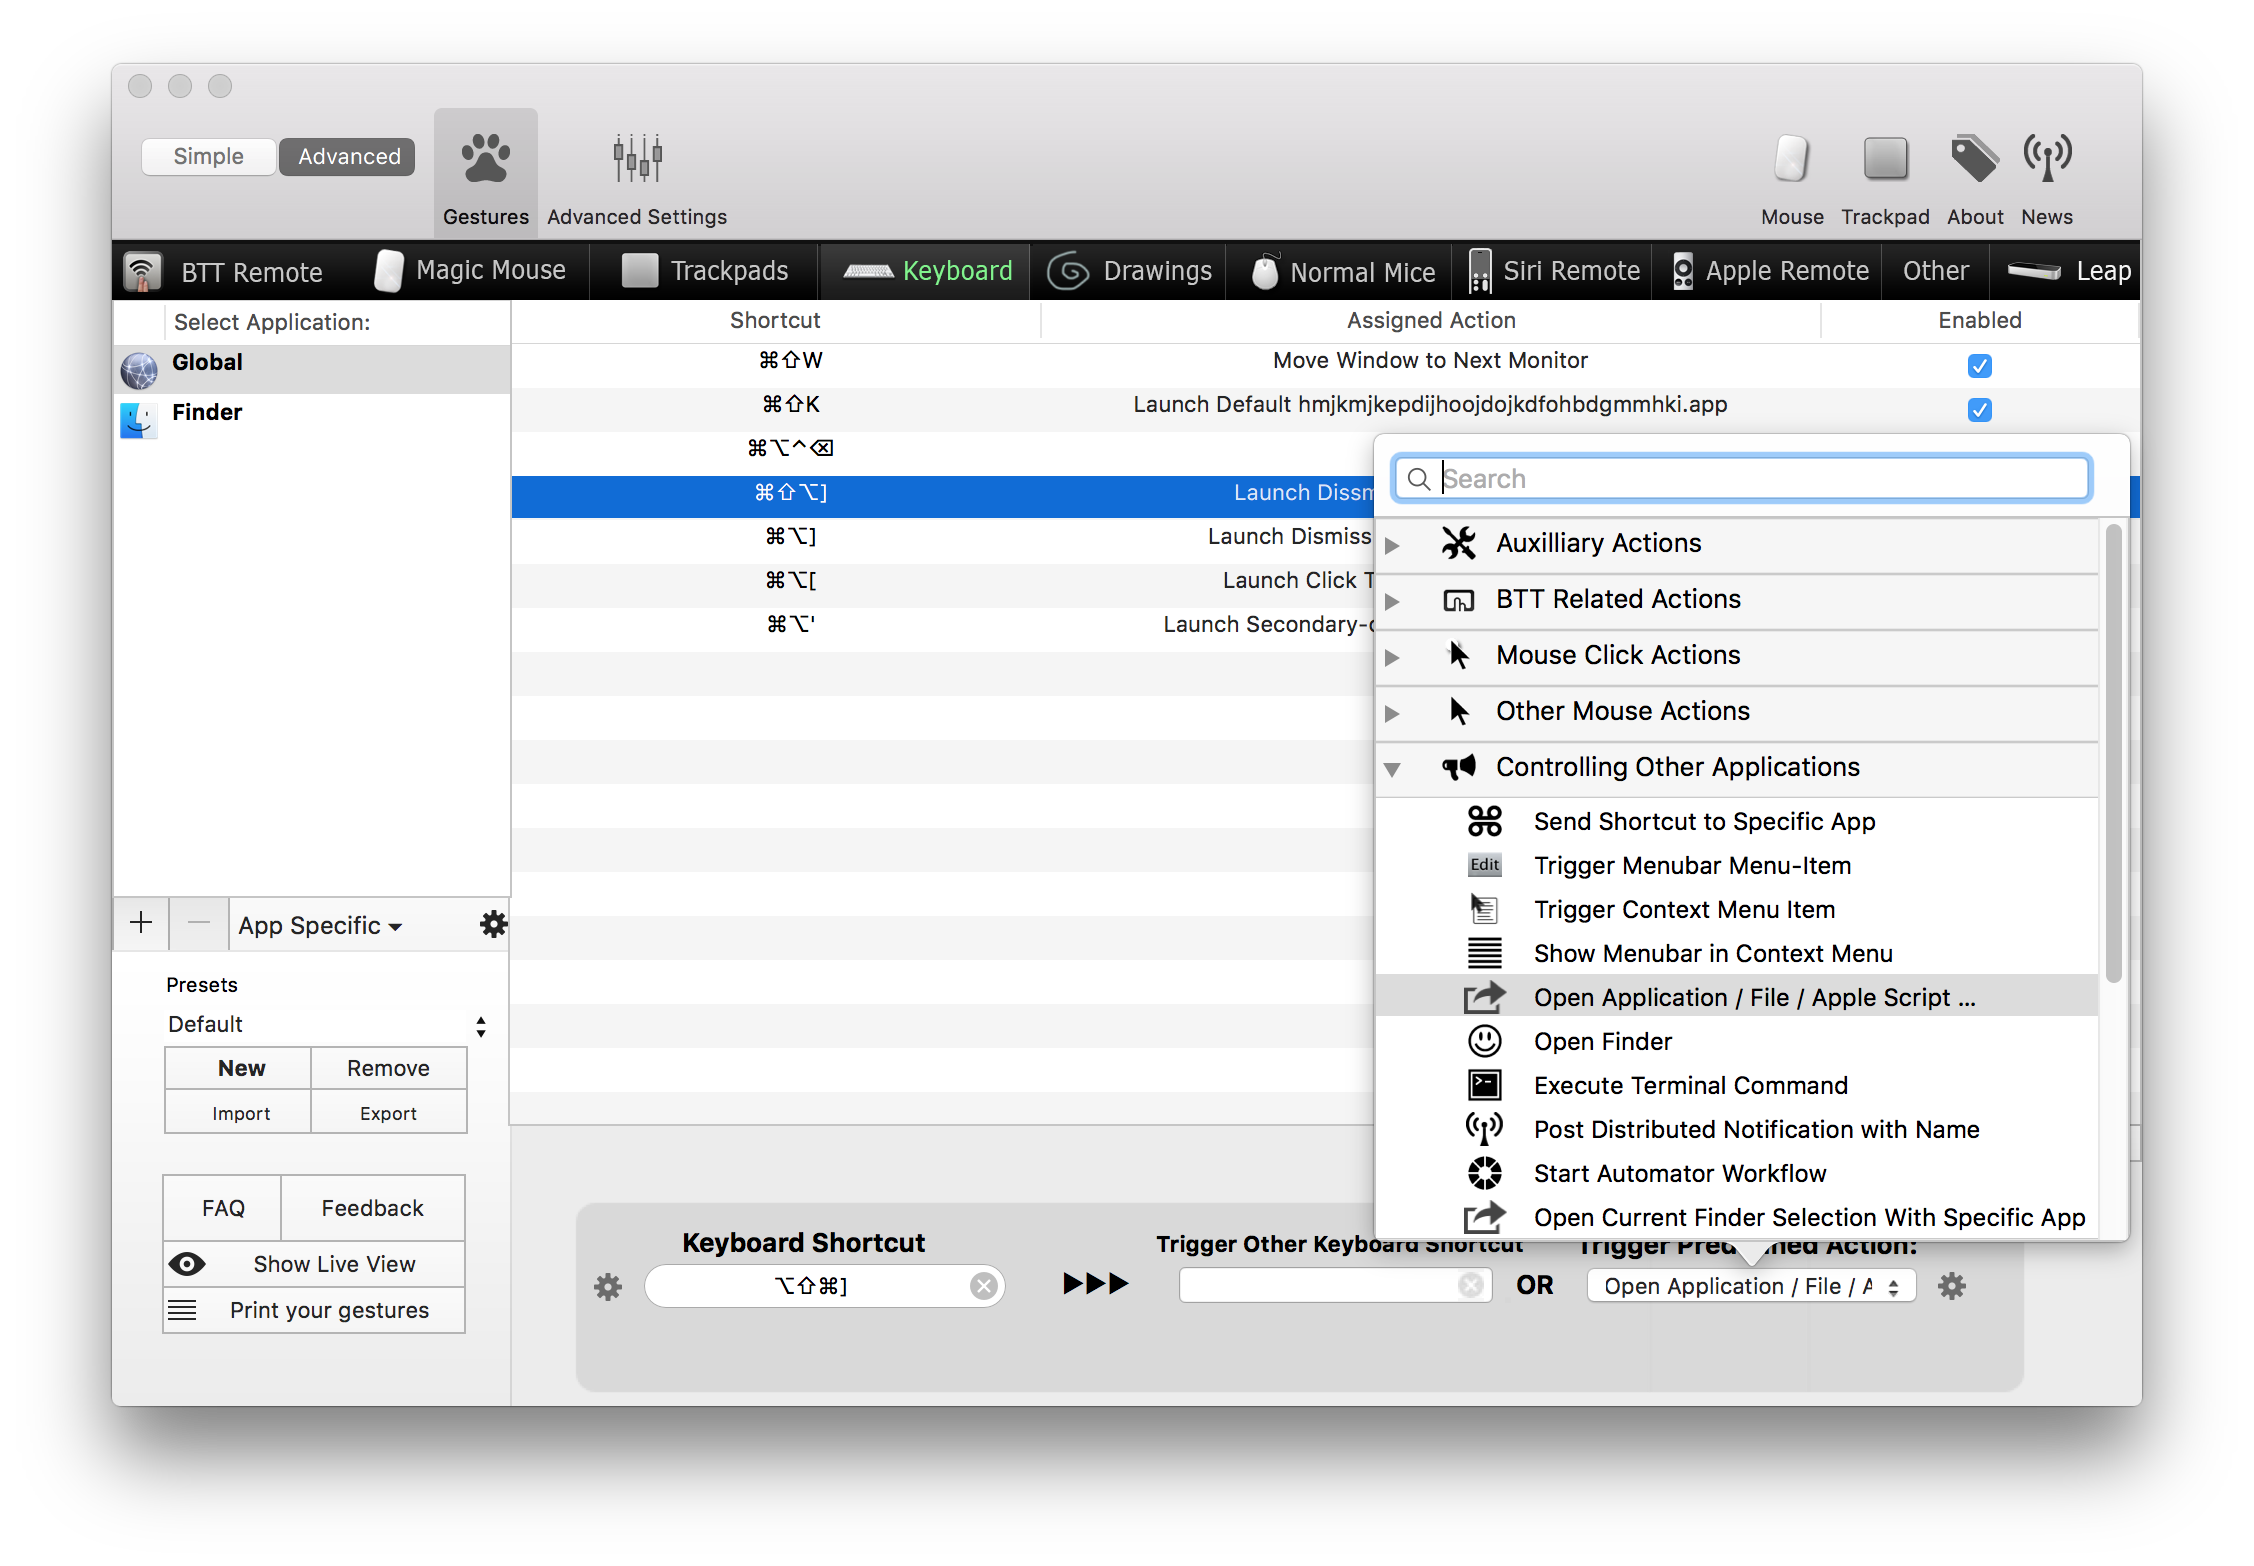 Simple
Advanced
Gestures
Advanced Settings
Mouse
Trackpad
About
News
BTT Remote
Magic Mouse
Trackpads
Keyboard
Drawings
Normal Mice
Siri Remote
Apple Remote
Other
Leap
Select Application:
Global
Finder
Shortcut
Assigned Action
Enabled
⌘⇧W
Move Window to Next Monitor
⌘⇧K
Launch Default hmjkmjkepdijhoojdojkdfohbdgmmhki.app
⌘⌥^⌫
⌘⇧⌥]
Launch Dissm
⌘⌥]
Launch Dismiss
⌘⌥[
Launch Click T
⌘⌥'
Launch Secondary-c
Search
Auxilliary Actions
BTT Related Actions
Mouse Click Actions
Other Mouse Actions
Controlling Other Applications
Send Shortcut to Specific App
Edit
Trigger Menubar Menu-Item
Trigger Context Menu Item
Show Menubar in Context Menu
Open Application / File / Apple Script ...
Open Finder
Execute Terminal Command
Post Distributed Notification with Name
Start Automator Workflow
Open Current Finder Selection With Specific App
App Specific
Presets
Default
New
Remove
Import
Export
FAQ
Feedback
Show Live View
Print your gestures
Keyboard Shortcut
⌥⇧⌘]
Trigger Other Keyboard Shortcut
OR
Trigger Predefined Action:
Open Application / File / A